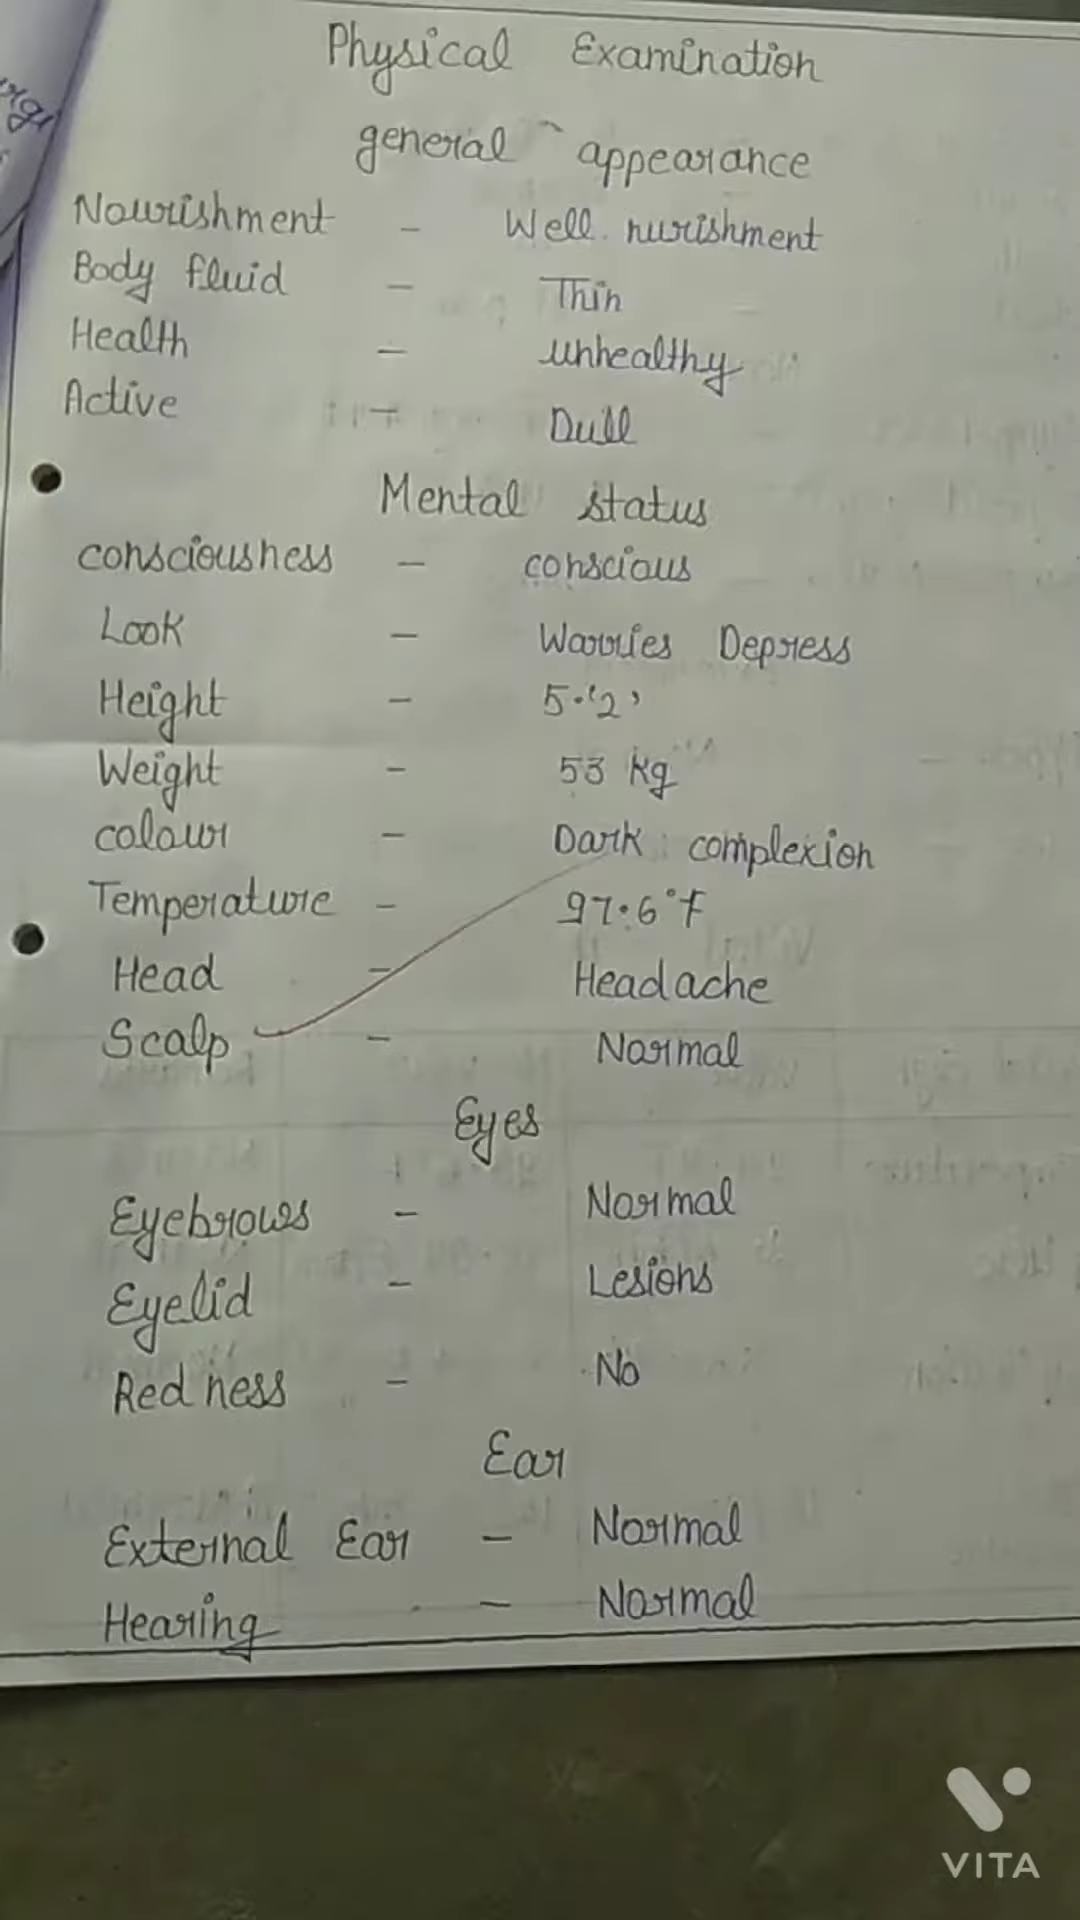 Physical Examination
general appearance
Nourishment - Well nurishment
Body fluid - Thin
Health - unhealthy
Active - Dull
Mental status
consciousness - conscious
Look - Worries Depress
Height - 5.'2'
Weight - 53 kg
colour - Dark complexion
Temperature - 97.6°F
Head - Headache
Scalp - Normal
Eyes
Eyebrows - Normal
Eyelid - Lesions
Redness - No
Ear
External Ear - Normal
Hearing - Normal
VITA